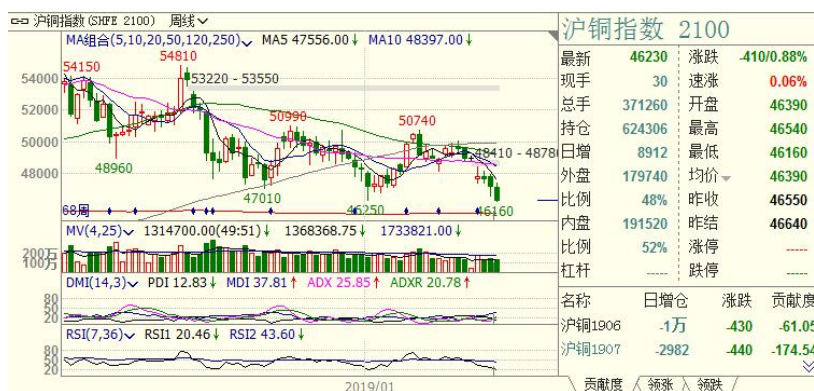 沪铜指数(SHFE 2100) 周线
MA组合(5,10,20,50,120,250) MA5 47556.00↓ MA10 48397.00↓
54150
54810
54000
53220 - 53550
52000
50990
50740
50000
48410 - 48780
48000
48960
47010
46250
46160
68周
MV(4,25) 1314700.00(49:51)↓ 1368368.75↓ 1733821.00↓
200万
100万
DMI(14,3) PDI 12.83↓ MDI 37.81↑ ADX 25.85↑ ADXR 20.78↑
80
60
40
20
RSI(7,36) RSI1 20.46↓ RSI2 43.60↓
80
50
20
2019/01
沪铜指数 2100
最新 46230 涨跌 -410/0.88%
现手 30 速涨 0.06%
总手 371260 开盘 46390
持仓 624306 最高 46540
日增 8912 最低 46160
外盘 179740 均价 46390
比例 48% 昨收 46550
内盘 191520 昨结 46640
比例 52% 涨停 -----
杠杆 ----- 跌停 -----
名称 日增仓 涨跌 贡献度
沪铜1906 -1万 -430 -61.05
沪铜1907 -2982 -440 -174.54
贡献度 领涨 领跌